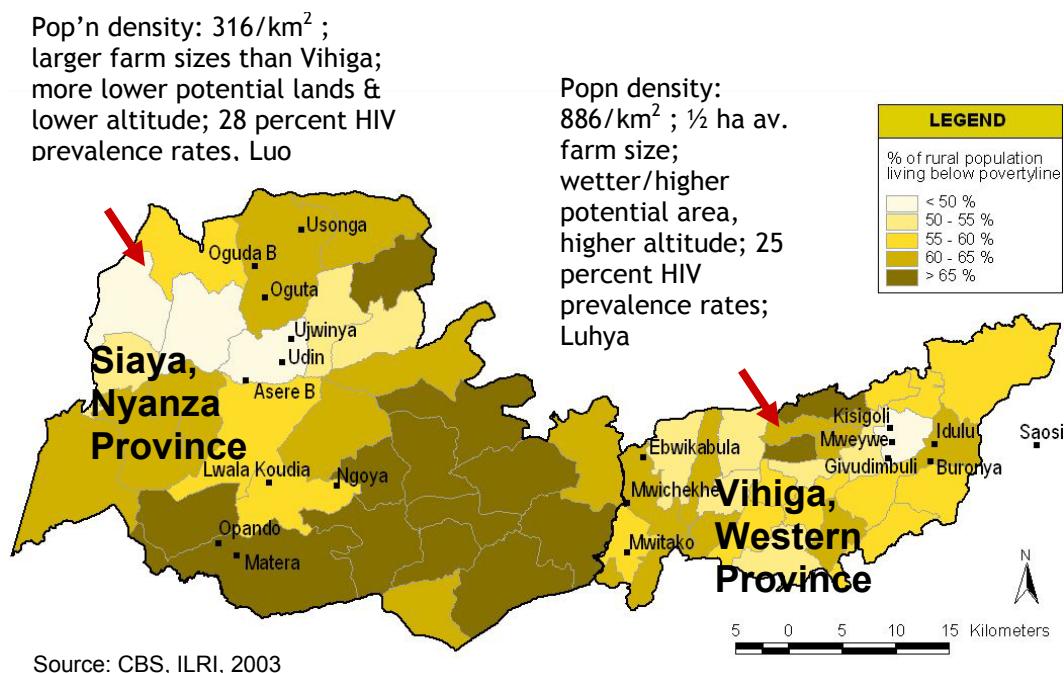 Pop'n density: 316/km² ;
larger farm sizes than Vihiga;
more lower potential lands &
lower altitude; 28 percent HIV
prevalence rates, Luo
Popn density:
886/km² ; ½ ha av.
farm size;
wetter/higher
potential area,
higher altitude; 25
percent HIV
prevalence rates;
Luhya
LEGEND
% of rural population
living below povertyline
< 50 %
50 - 55 %
55 - 60 %
60 - 65 %
> 65 %
Usonga
Oguda B
Oguta
Ujwinya
Udin
Asere B
Siaya,
Nyanza
Province
Lwala Koudia
Ngoya
Opando
Matera
Ebwikabula
Mwichekhe
Mwitako
Kisigoli
Mweywe
Givudimbuli
Idulu
Buronya
Saosi
Vihiga,
Western
Province
N
5 0 5 10 15 Kilometers
Source: CBS, ILRI, 2003